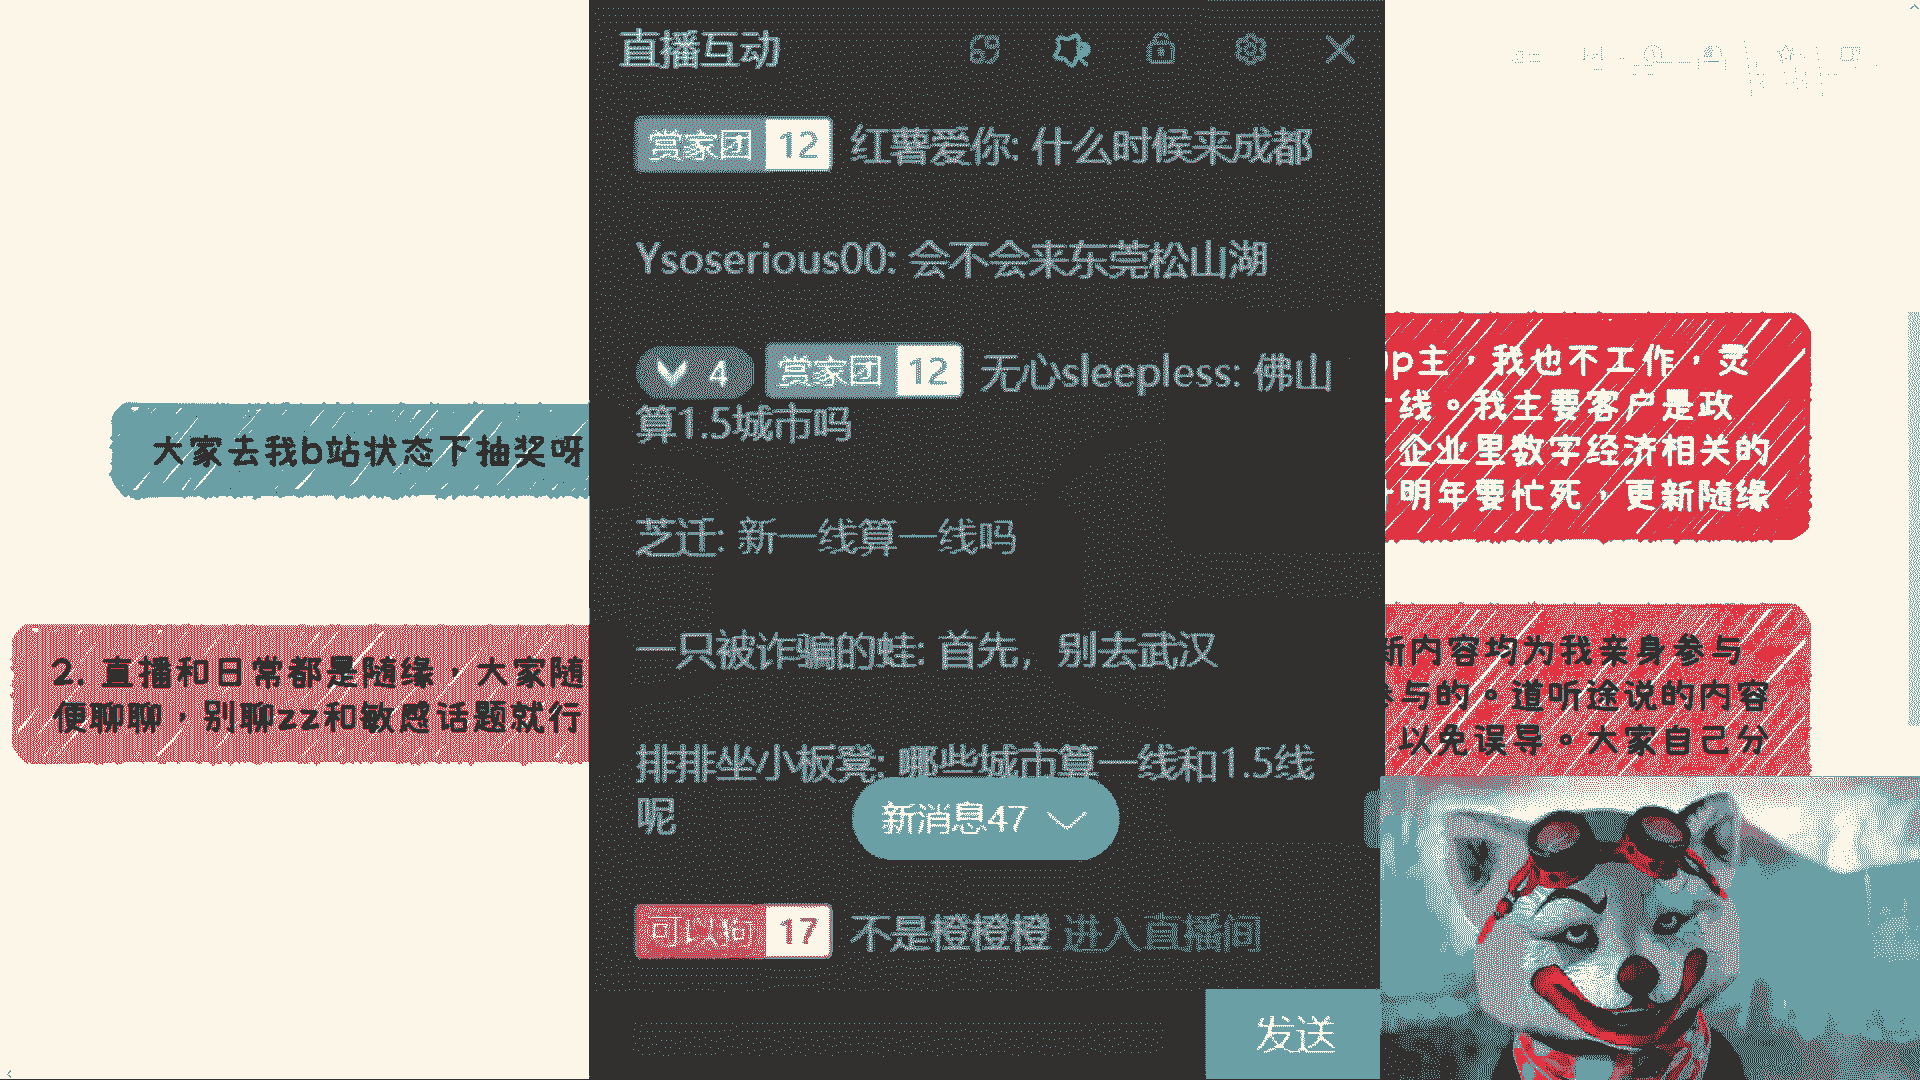 直播互动
赏家团 12 红薯爱你: 什么时候来成都
Ysoserious00: 会不会来东莞松山湖
4 赏家团 12 无心sleepless: 佛山
算1.5城市吗
芝迁: 新一线算一线吗
一只被诈骗的蛙: 首先，别去武汉
排排坐小板凳: 哪些城市算一线和1.5线
呢
新消息47
可以狗 17 不是橙橙橙 进入直播间
发送
大家去我b站状态下抽奖呀
2. 直播和日常都是随缘，大家随
便聊聊，别聊zz和敏感话题就行
p主，我也不工作，灵
线。我主要客户是政
企业里数字经济相关的
明年要忙死，更新随缘
新内容均为我亲身参与
参与的。道听途说的内容
以免误导。大家自己分